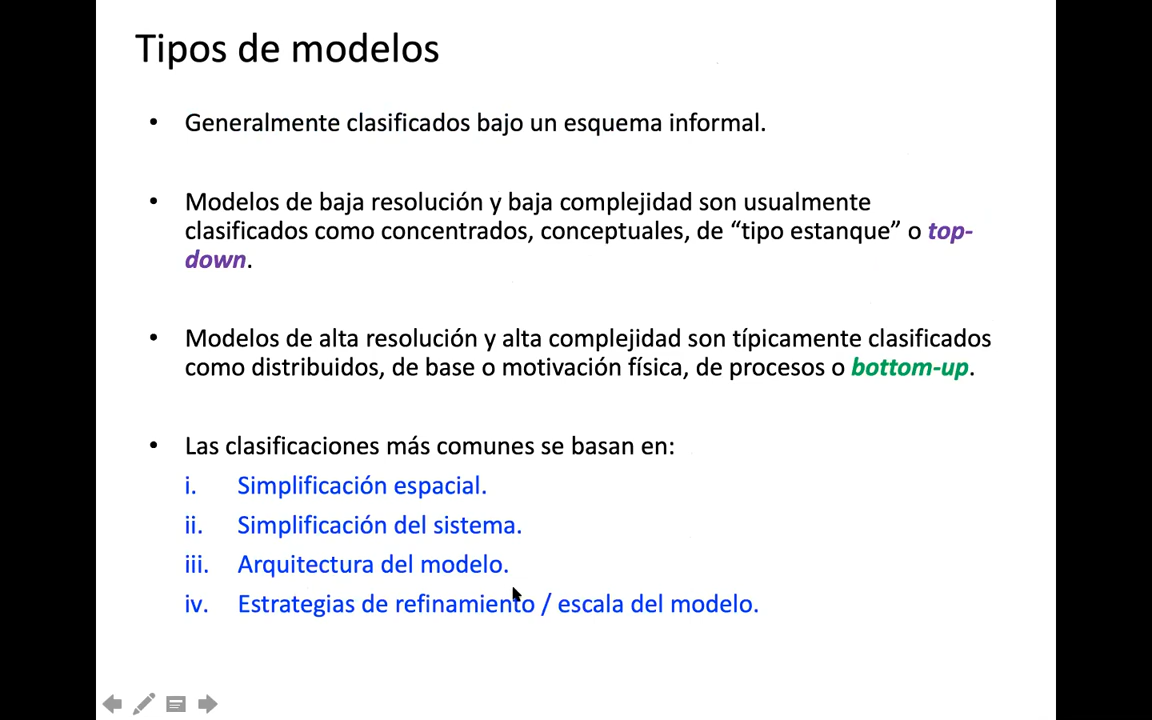 Tipos de modelos
• Generalmente clasificados bajo un esquema informal.
• Modelos de baja resolución y baja complejidad son usualmente
clasificados como concentrados, conceptuales, de “tipo estanque” o top-
down.
• Modelos de alta resolución y alta complejidad son típicamente clasificados
como distribuidos, de base o motivación física, de procesos o bottom-up.
• Las clasificaciones más comunes se basan en:
i. Simplificación espacial.
ii. Simplificación del sistema.
iii. Arquitectura del modelo.
iv. Estrategias de refinamiento / escala del modelo.